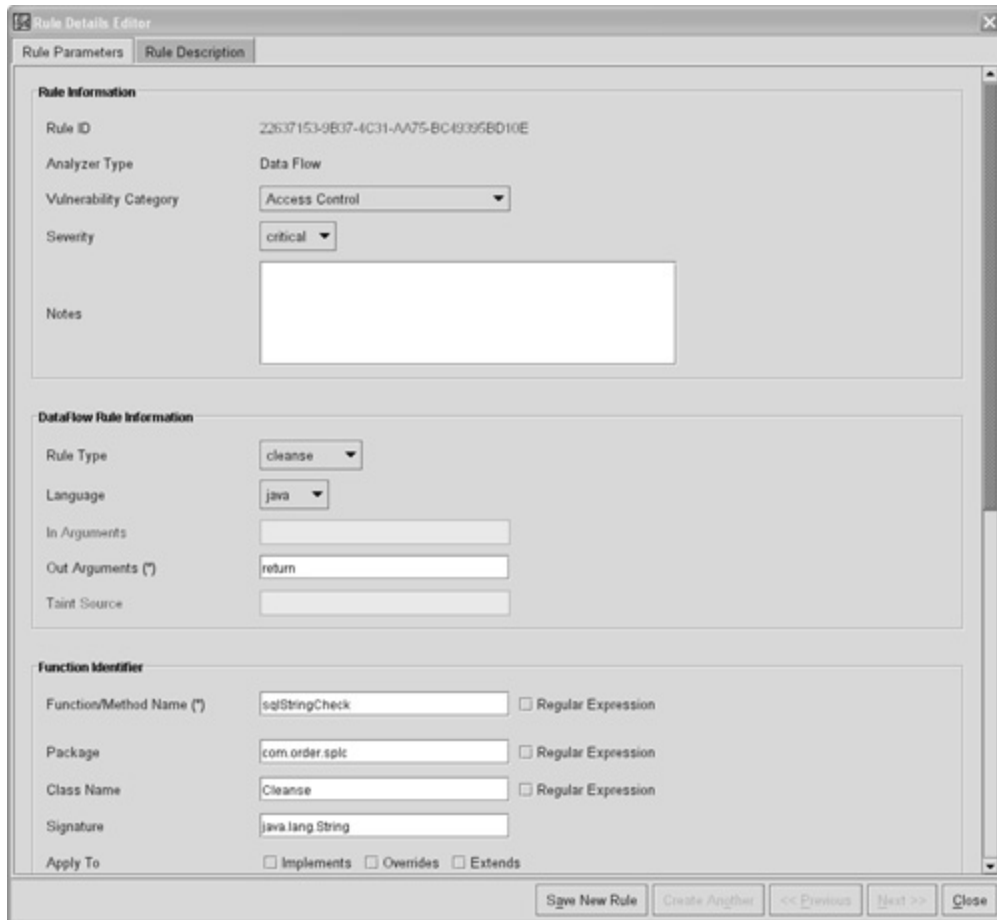 Rule Details Editor
Rule Parameters Rule Description
Rule Information
Rule ID 22637153-9B37-4C31-AA75-BC49395BD10E
Analyzer Type Data Flow
Vulnerability Category Access Control
Severity critical
Notes
DataFlow Rule Information
Rule Type cleanse
Language java
In Arguments
Out Arguments (*) return
Taint Source
Function Identifier
Function/Method Name (*) sqlStringCheck Regular Expression
Package com.order.splc Regular Expression
Class Name Cleanse Regular Expression
Signature java.lang.String
Apply To Implements Overrides Extends
Save New Rule Create Another << Previous Next >> Close